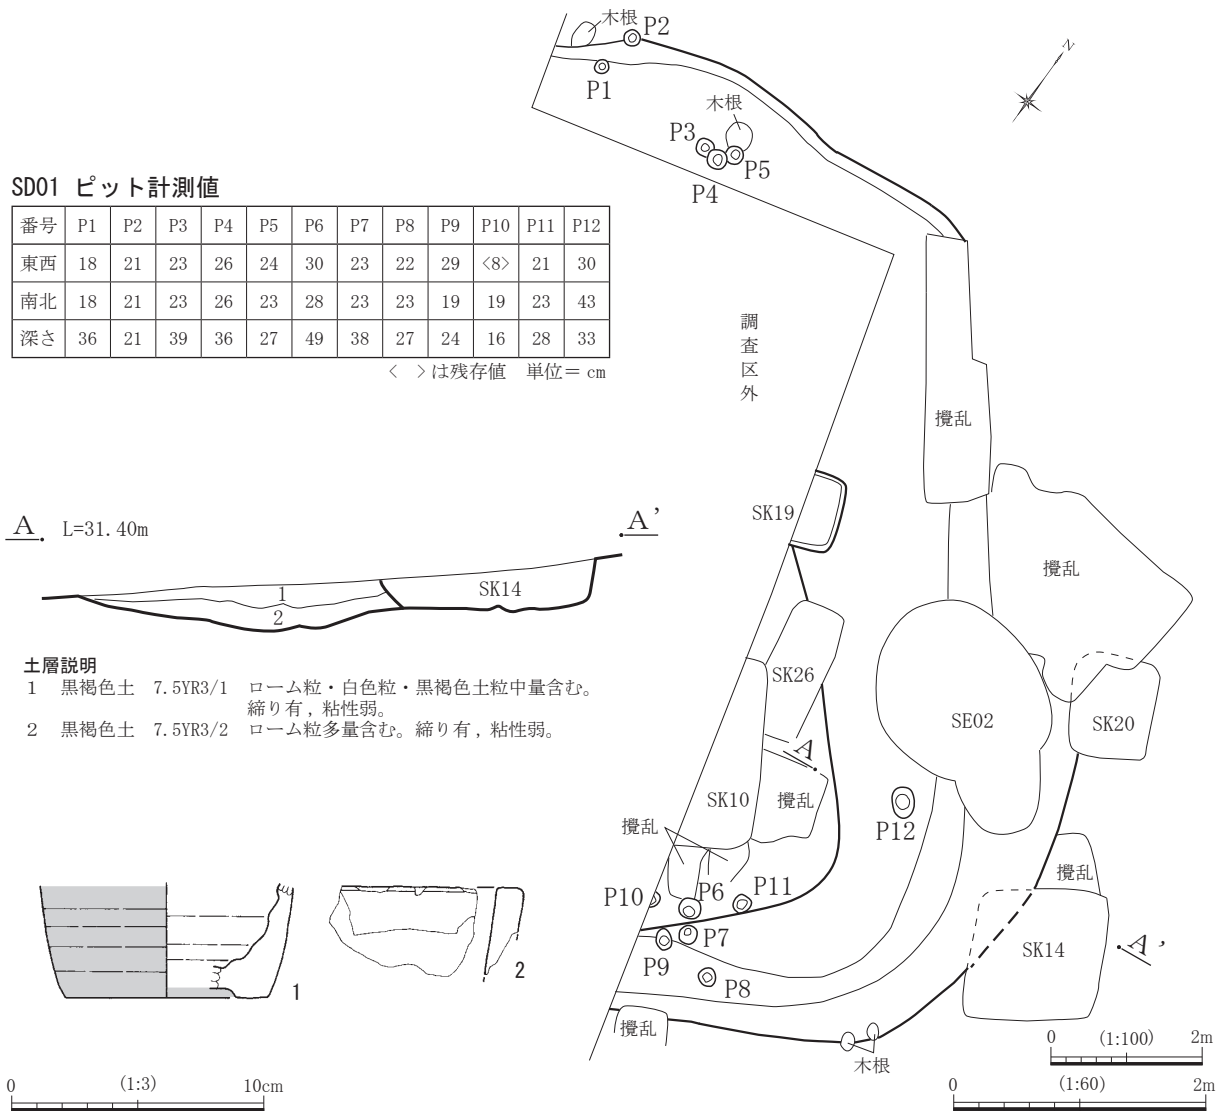 SD01 ピット計測値
番号 P1 P2 P3 P4 P5 P6 P7 P8 P9 P10 P11 P12
東西 18 21 23 26 24 30 23 22 29 <8> 21 30
南北 18 21 23 26 23 28 23 23 19 19 23 43
深さ 36 21 39 36 27 49 38 27 24 16 28 33
< >は残存値 単位= cm
A L=31.40m A'
1
2
SK14
土層説明
1 黒褐色土 7.5YR3/1 ローム粒・白色粒・黒褐色土粒中量含む。
締り有, 粘性弱。
2 黒褐色土 7.5YR3/2 ローム粒多量含む。締り有, 粘性弱。
1
2
0 (1:3) 10cm
木根
P2
P1
N
木根
P3
P5
P4
調査区外
攪乱
SK19
攪乱
SK26
SE02
SK20
A
SK10
攪乱
P12
攪乱
攪乱
P10
P6
P11
SK14
A'
P7
P9
P8
攪乱
木根
0 (1:100) 2m
0 (1:60) 2m